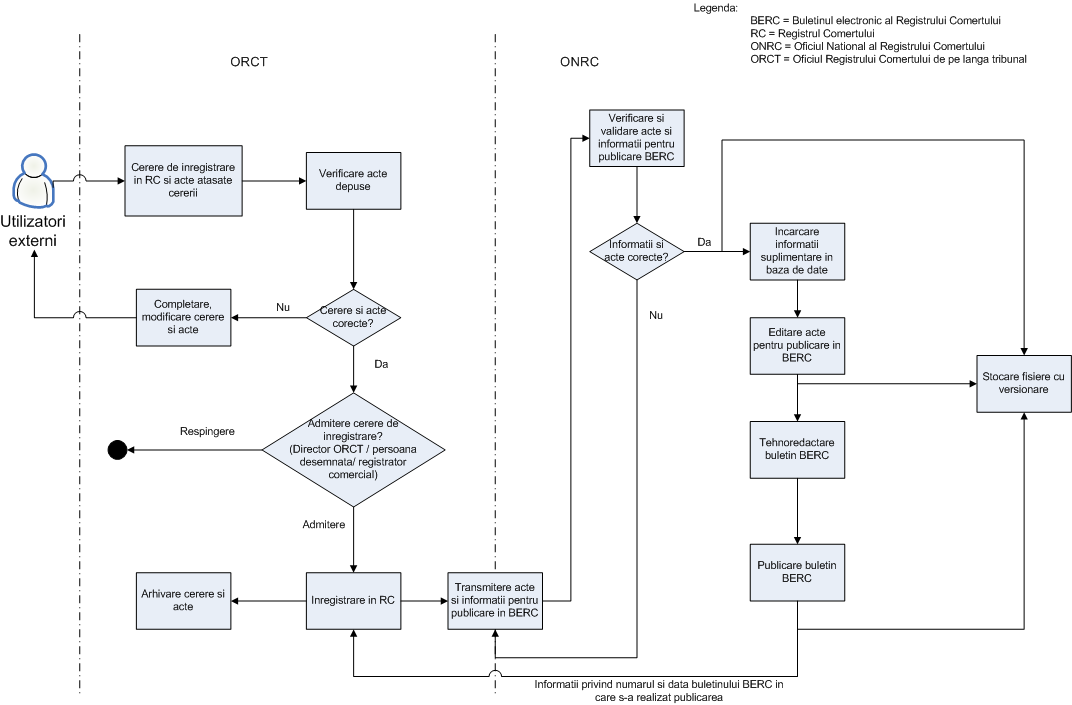 Legenda:
BERC = Buletinul electronic al Registrului Comertului
RC = Registrul Comertului
ONRC = Oficiul National al Registrului Comertului
ORCT = Oficiul Registrului Comertului de pe langa tribunal
ORCT
ONRC
Utilizatori
externi
Cerere de inregistrare
in RC si acte atasate
cererii
Verificare acte
depuse
Completare,
modificare cerere
si acte
Nu
Cerere si acte
corecte?
Da
Respingere
Admitere cerere de
inregistrare?
(Director ORCT / persoana
desemnata/ registrator
comercial)
Admitere
Arhivare cerere si
acte
Inregistrare in RC
Transmitere acte
si informatii pentru
publicare in BERC
Verificare si
validare acte si
informatii pentru
publicare BERC
Informatii si
acte corecte?
Da
Nu
Incarcare
informatii
suplimentare in
baza de date
Editare acte
pentru publicare in
BERC
Stocare fisiere cu
versionare
Tehnoredactare
buletin BERC
Publicare buletin
BERC
Informatii privind numarul si data buletinului BERC in
care s-a realizat publicarea